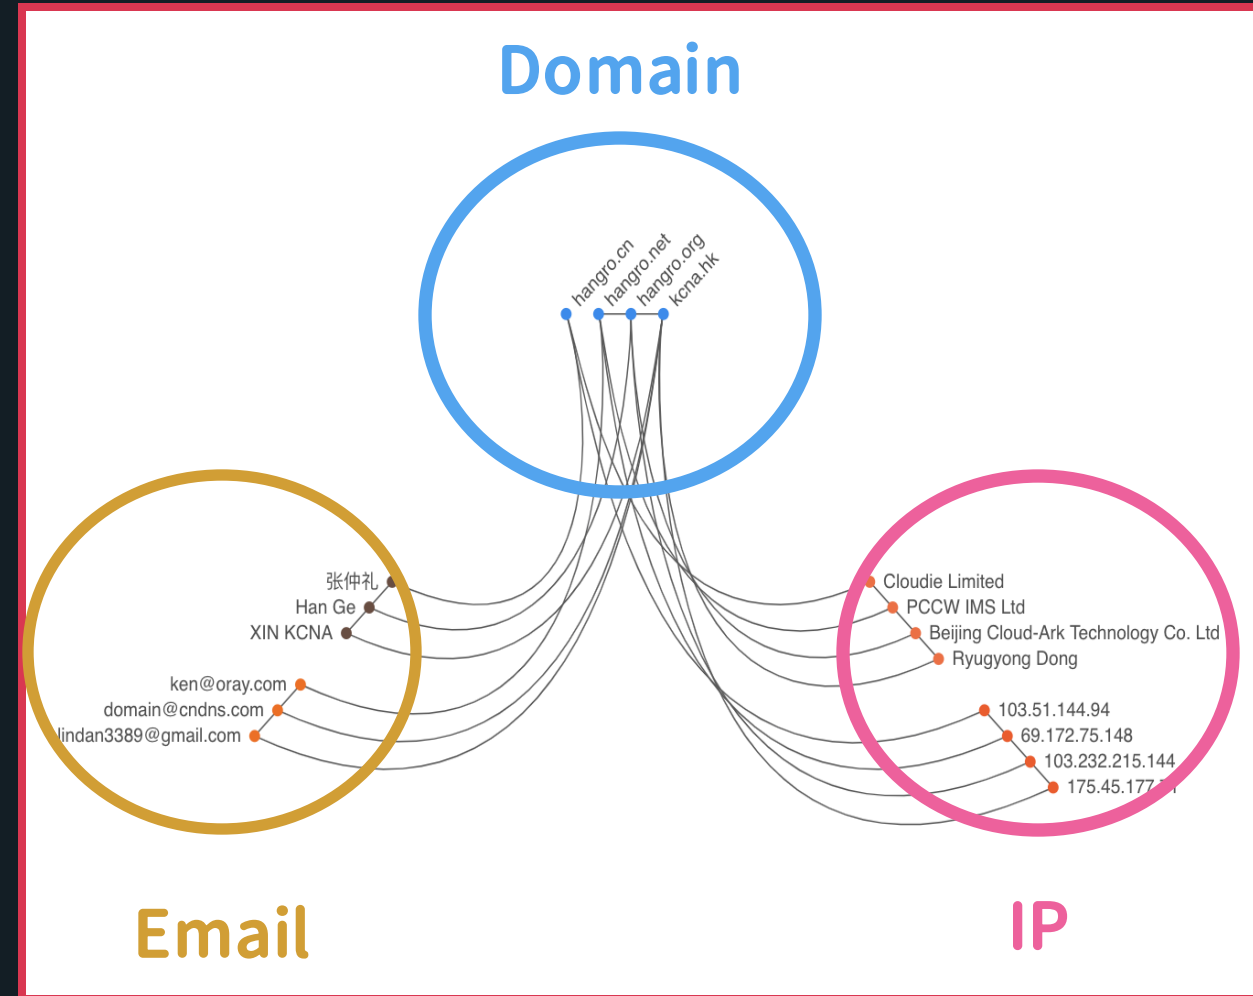 Domain
hangro.cn
hangro.net
hangro.org
kcna.hk
张仲礼
Han Ge
XIN KCNA
ken@oray.com
domain@cndns.com
lindan3389@gmail.com
Cloudie Limited
PCCW IMS Ltd
Beijing Cloud-Ark Technology Co. Ltd
Ryugyong Dong
103.51.144.94
69.172.75.148
103.232.215.144
Email
IP